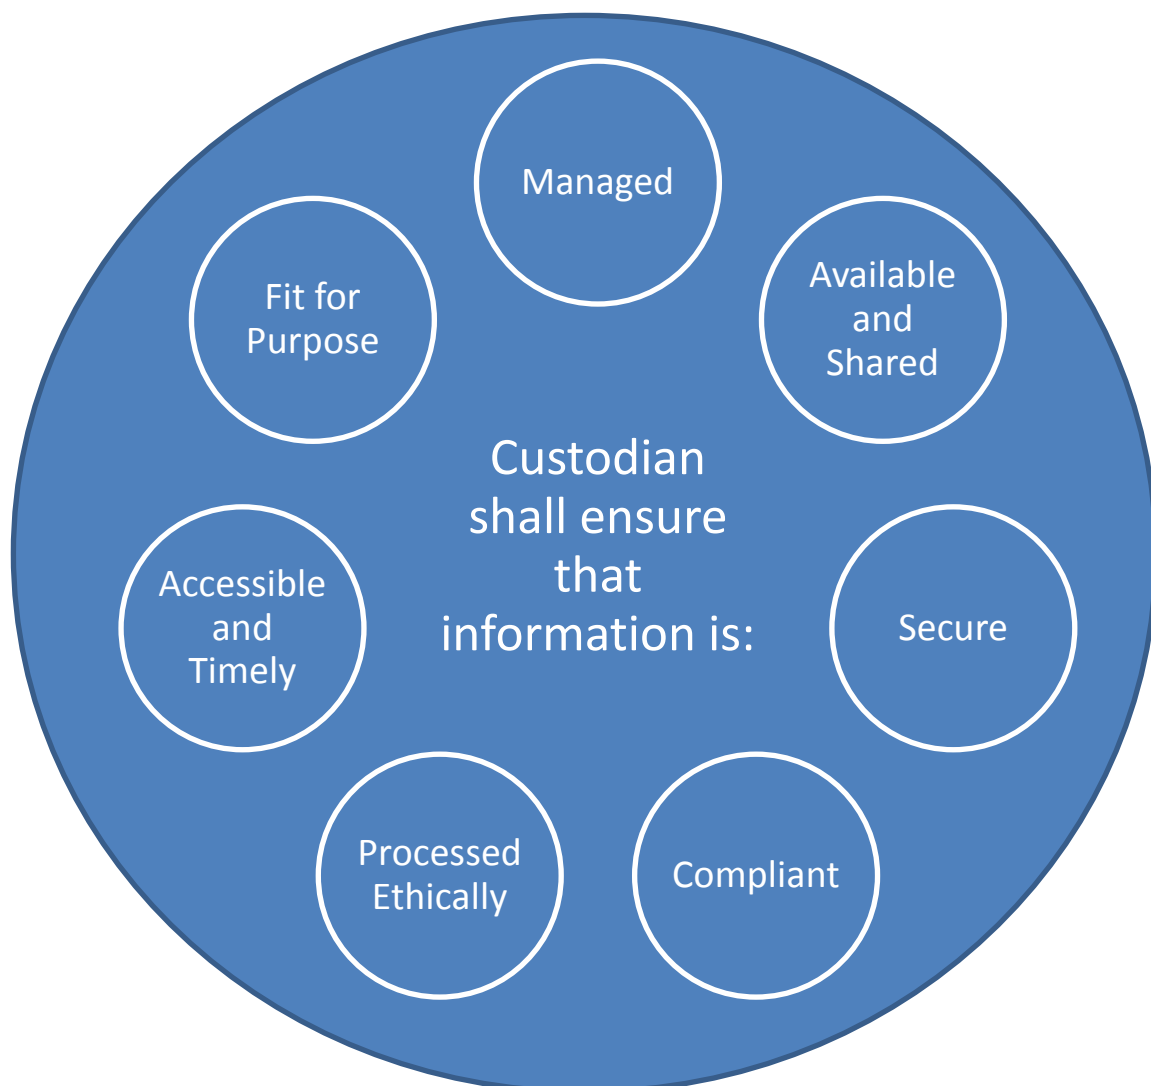 Managed
Available
and
Shared
Secure
Compliant
Processed
Ethically
Accessible
and
Timely
Fit for
Purpose
Custodian
shall ensure
that
information is: